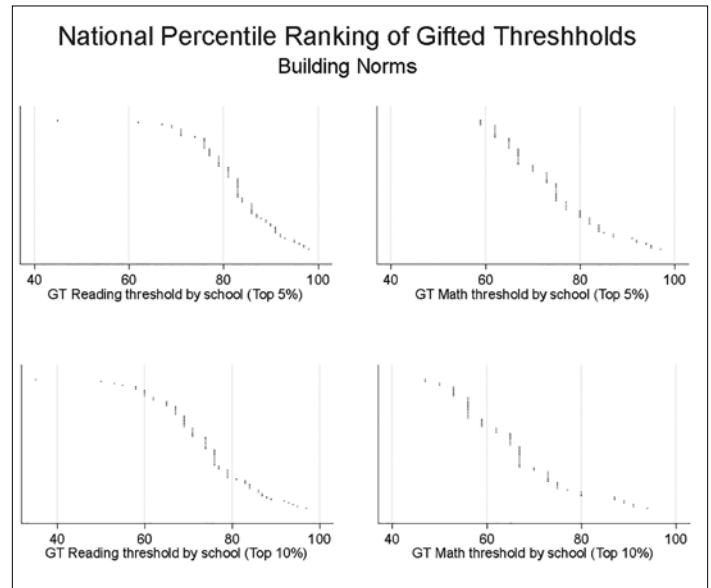 National Percentile Ranking of Gifted Threshholds
Building Norms
40 60 80 100
GT Reading threshold by school (Top 5%)
40 60 80 100
GT Math threshold by school (Top 5%)
40 60 80 100
GT Reading threshold by school (Top 10%)
40 60 80 100
GT Math threshold by school (Top 10%)